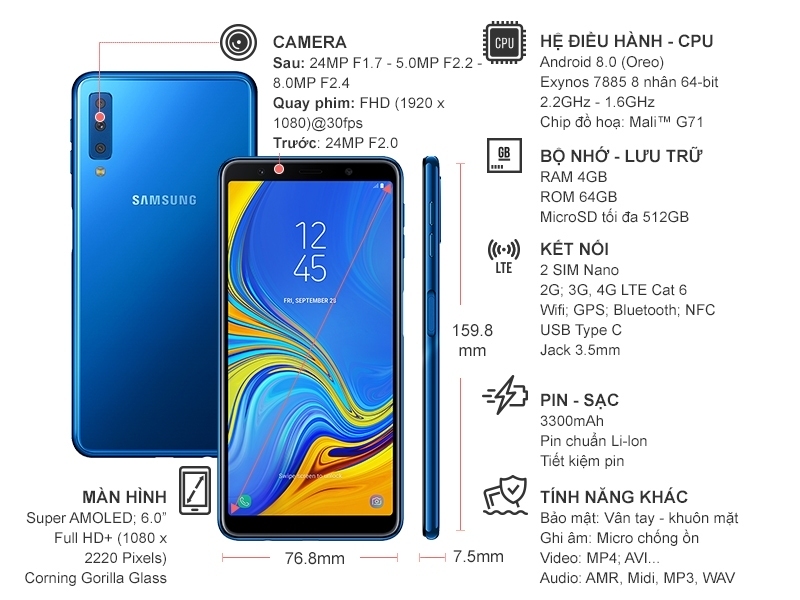 CAMERA
Sau: 24MP F1.7 - 5.0MP F2.2 -
8.0MP F2.4
Quay phim: FHD (1920 x
1080)@30fps
Trước: 24MP F2.0
CPU
HỆ ĐIỀU HÀNH - CPU
Android 8.0 (Oreo)
Exynos 7885 8 nhân 64-bit
2.2GHz - 1.6GHz
Chip đồ hoạ: Mali™ G71
GB
BỘ NHỚ - LƯU TRỮ
RAM 4GB
ROM 64GB
MicroSD tối đa 512GB
LTE
KẾT NỐI
2 SIM Nano
2G; 3G, 4G LTE Cat 6
Wifi; GPS; Bluetooth; NFC
USB Type C
Jack 3.5mm
PIN - SẠC
3300mAh
Pin chuẩn Li-Ion
Tiết kiệm pin
TÍNH NĂNG KHÁC
Bảo mật: Vân tay - khuôn mặt
Ghi âm: Micro chống ồn
Video: MP4; AVI...
Audio: AMR, Midi, MP3, WAV
SAMSUNG
12
45
FRI, SEPTEMBER 25
Swipe screen to unlock
159.8
mm
76.8mm
7.5mm
MÀN HÌNH
Super AMOLED; 6.0”
Full HD+ (1080 x
2220 Pixels)
Corning Gorilla Glass